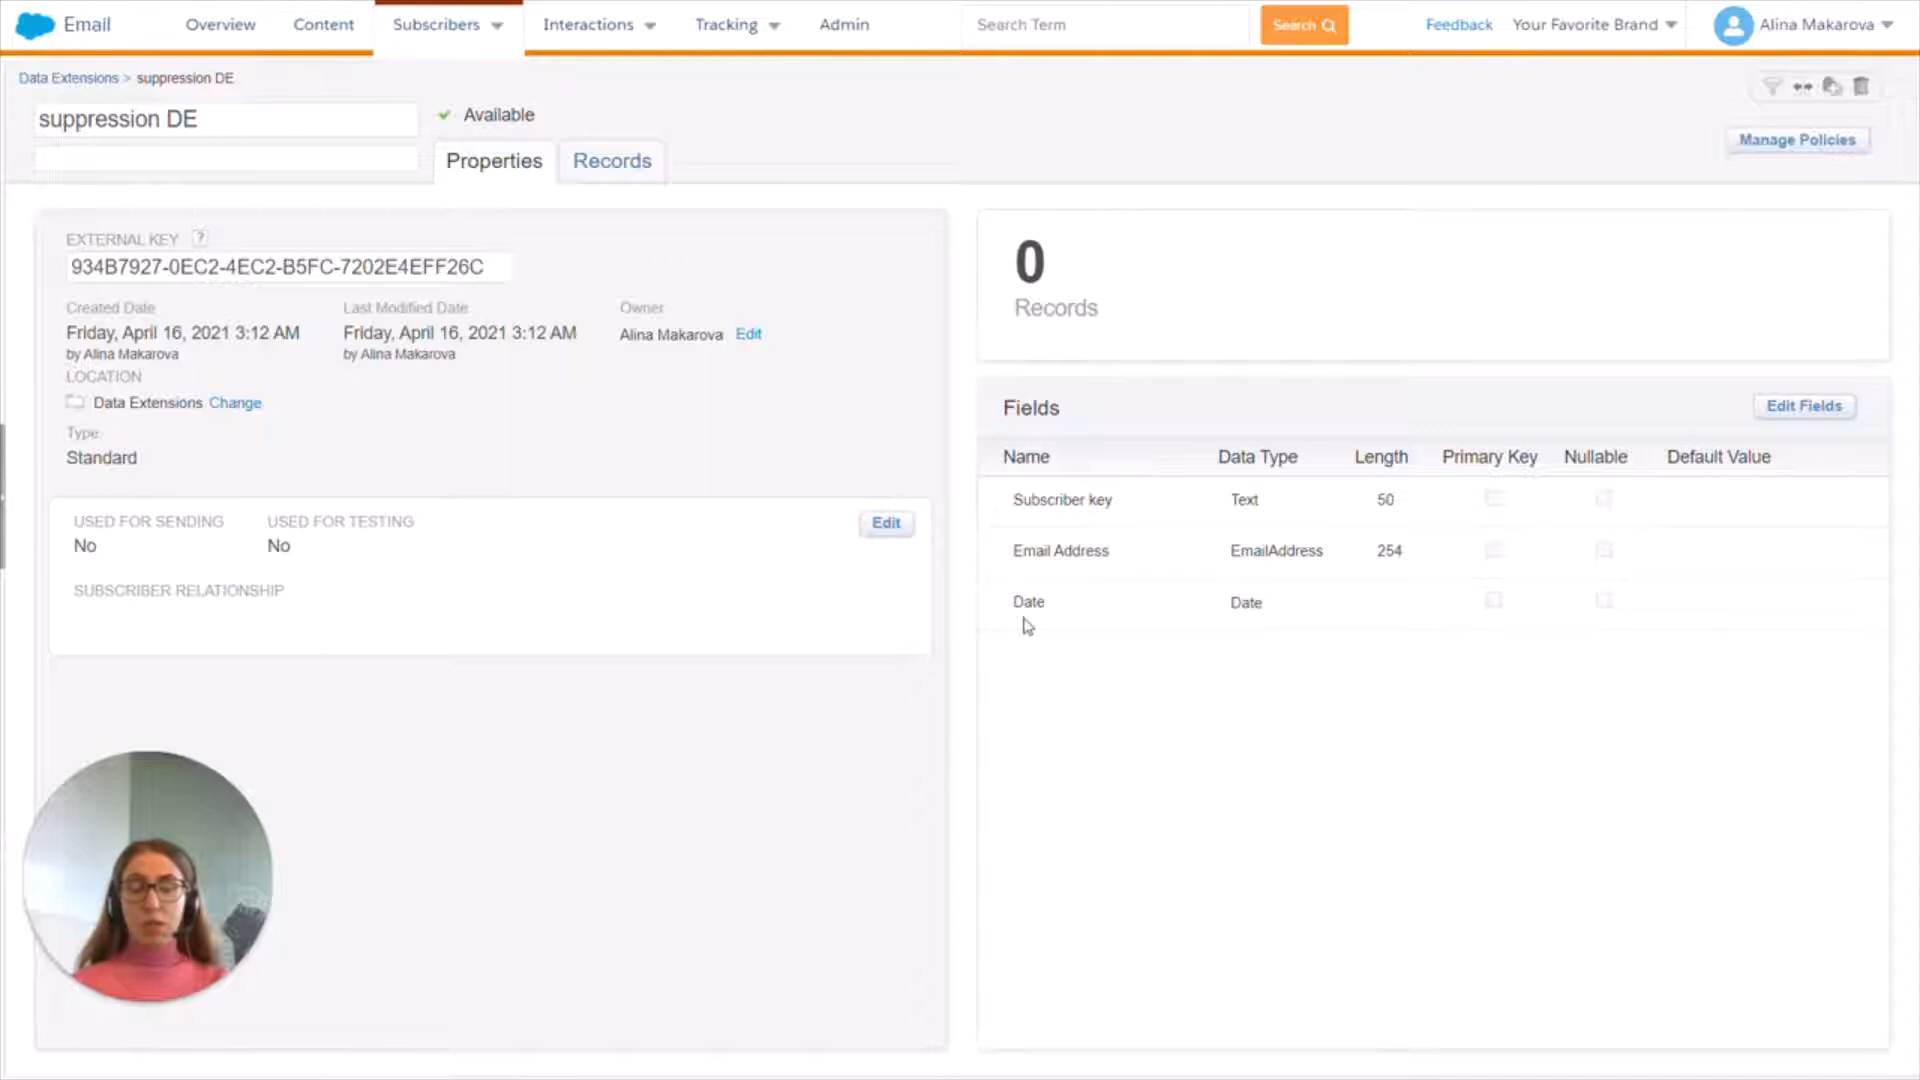 Email
Overview
Content
Subscribers
Interactions
Tracking
Admin
Search Term
Search
Feedback
Your Favorite Brand
Alina Makarova
Data Extensions > suppression DE
suppression DE
Available
Properties
Records
Manage Policies
EXTERNAL KEY ?
934B7927-0EC2-4EC2-B5FC-7202E4EFF26C
Created Date
Friday, April 16, 2021 3:12 AM
by Alina Makarova
Last Modified Date
Friday, April 16, 2021 3:12 AM
by Alina Makarova
Owner
Alina Makarova Edit
LOCATION
Data Extensions Change
Type
Standard
USED FOR SENDING
No
USED FOR TESTING
No
Edit
SUBSCRIBER RELATIONSHIP
0
Records
Fields
Edit Fields
Name Data Type Length Primary Key Nullable Default Value
Subscriber key Text 50
Email Address EmailAddress 254
Date Date